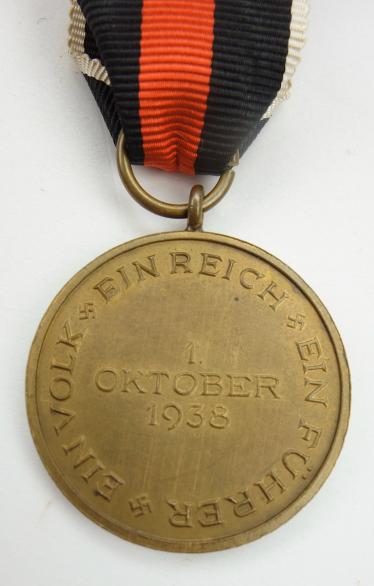 EIN VOLK EIN REICH EIN FÜHRER
1.
OKTOBER
1938